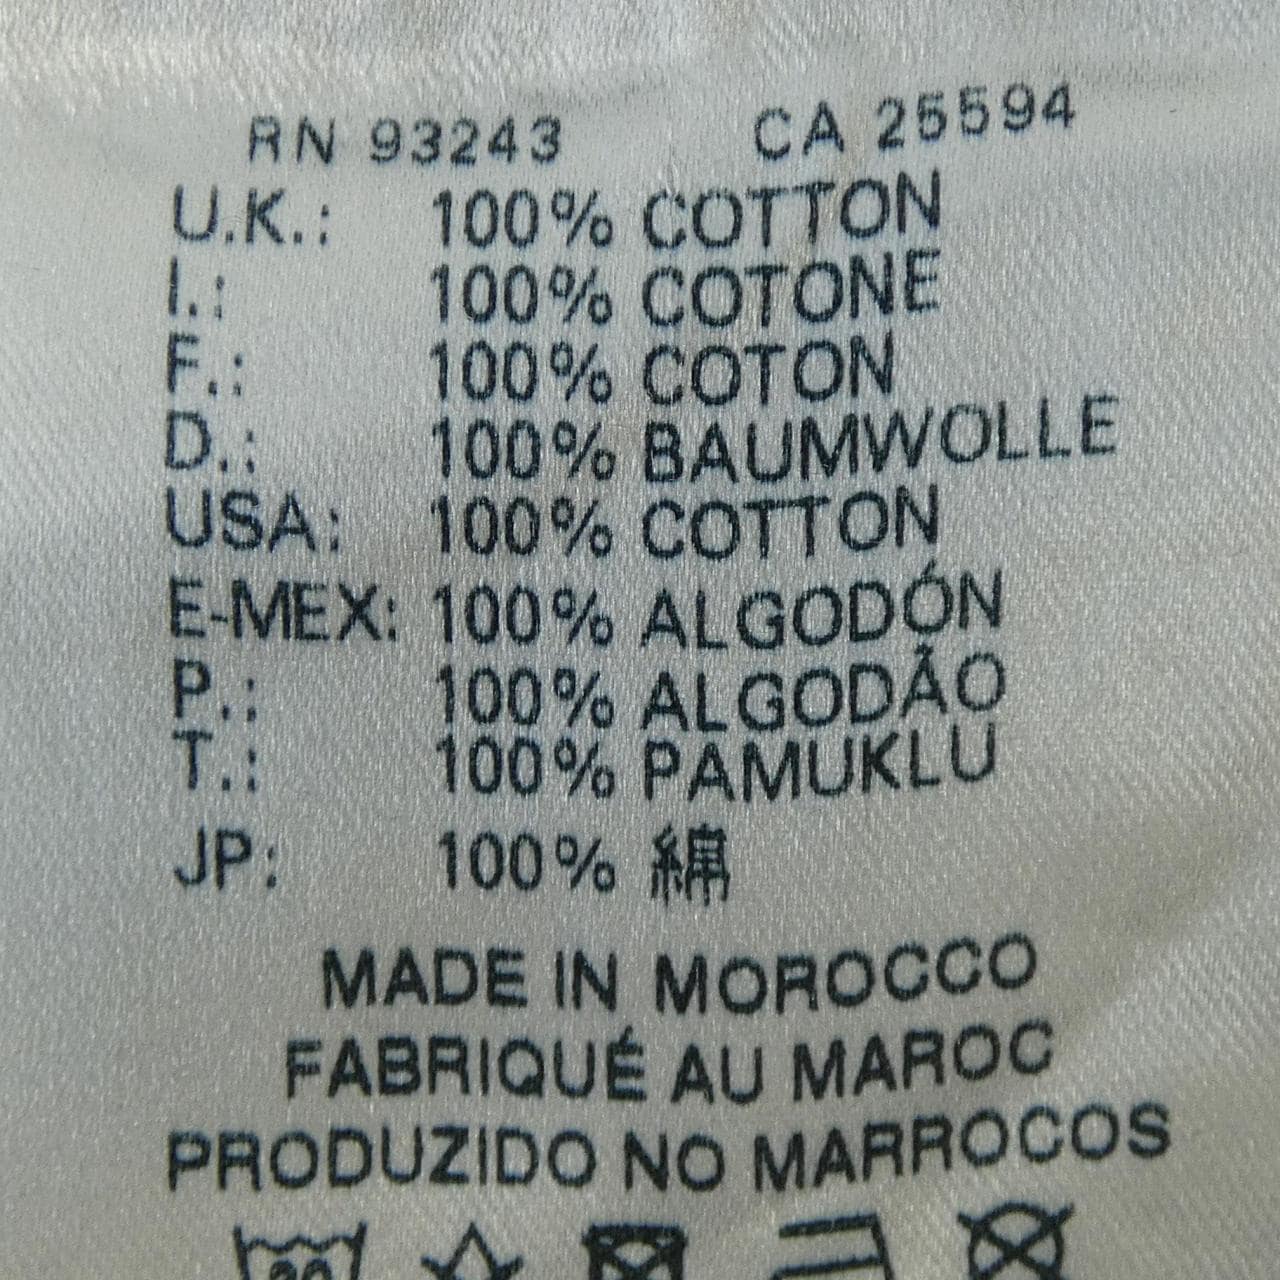 RN 93243 CA 25594
U.K.: 100% COTTON
I.: 100% COTONE
F.: 100% COTON
D.: 100% BAUMWOLLE
USA: 100% COTTON
E-MEX: 100% ALGODÓN
P.: 100% ALGODÃO
T.: 100% PAMUKLU
JP: 100% 綿
MADE IN MOROCCO
FABRIQUÉ AU MAROC
PRODUZIDO NO MARROCOS